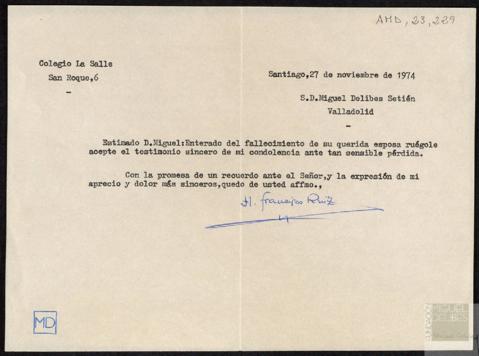 AMD, 23, 229
Colegio La Salle
San Roque,6
Santiago,27 de noviembre de 1974
S.D.Miguel Delibes Setién
Valladolid
Estimado D.Miguel:Enterado del fallecimiento de su querida esposa ruégole
acepte el testimonio sincero de mi condolencia ante tan sensible pérdida.
Con la promesa de un recuerdo ante el Señor,y la expresión de mi
aprecio y dolor más sinceros,quedo de usted affmo.,
H. Ruiz
MD
MIGUEL
DELIBES